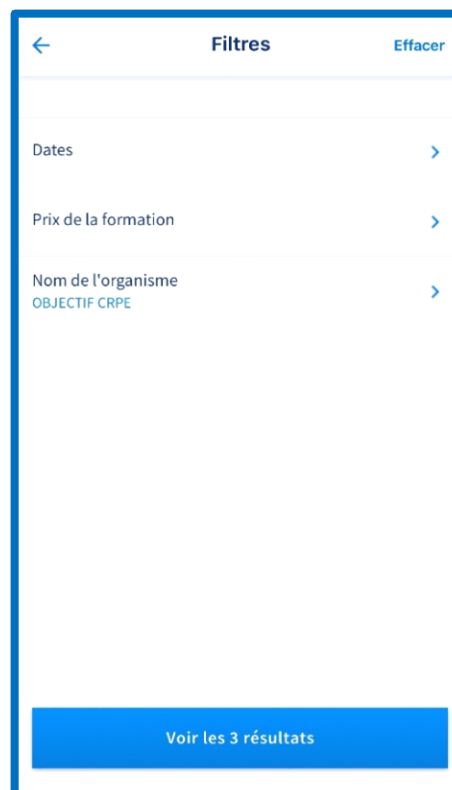 Filtres
Effacer
Dates
Prix de la formation
Nom de l'organisme
OBJECTIF CRPE
Voir les 3 résultats